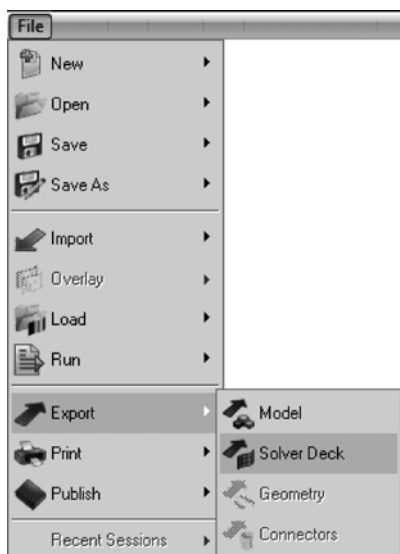 File
New
Open
Save
Save As
Import
Overlay
Load
Run
Export
Model
Print
Solver Deck
Publish
Geometry
Recent Sessions
Connectors